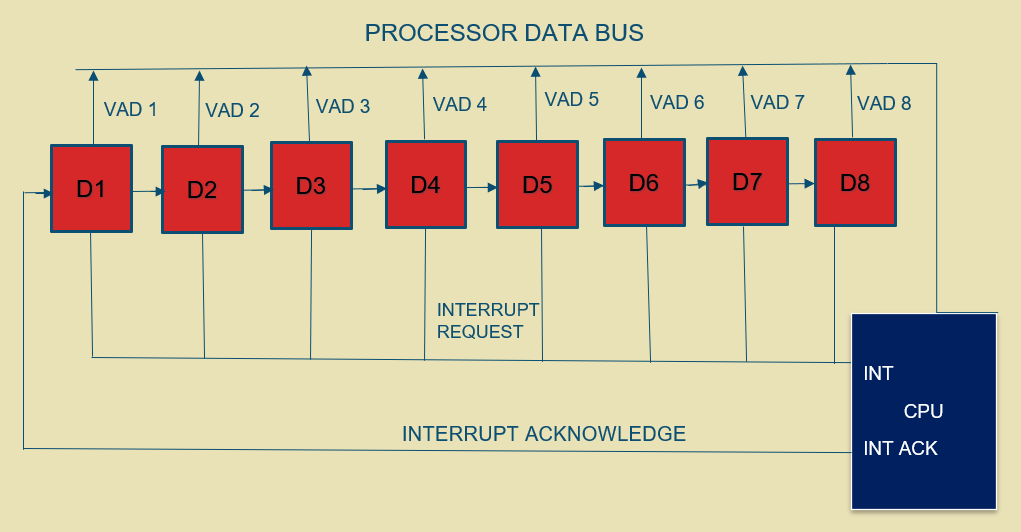 PROCESSOR DATA BUS
VAD 1
VAD 2
VAD 3
VAD 4
VAD 5
VAD 6
VAD 7
VAD 8
D1
D2
D3
D4
D5
D6
D7
D8
INTERRUPT
REQUEST
INT
CPU
INTERRUPT ACKNOWLEDGE
INT ACK